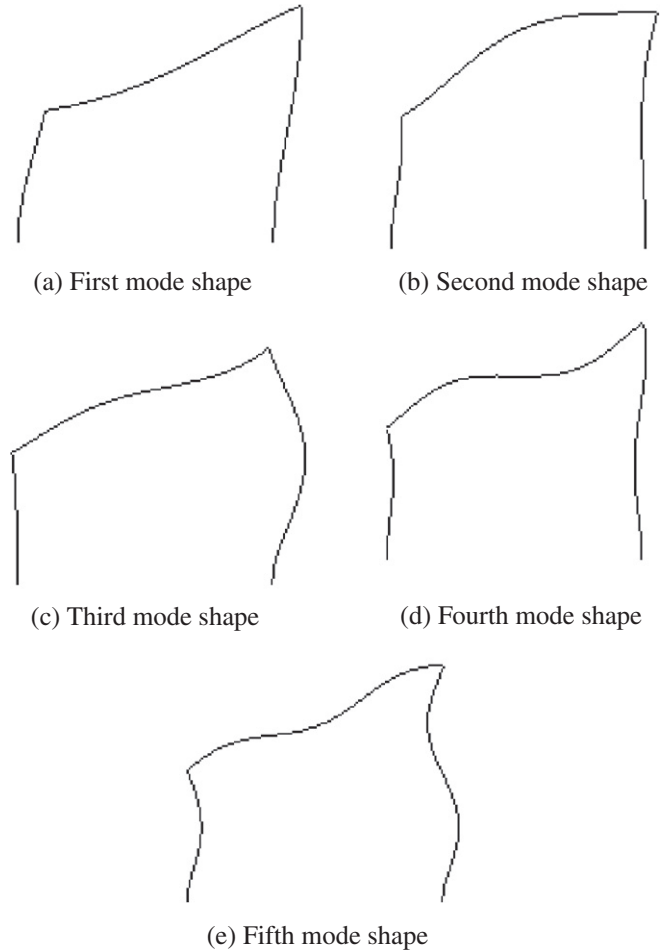 (a) First mode shape
(b) Second mode shape
(c) Third mode shape
(d) Fourth mode shape
(e) Fifth mode shape